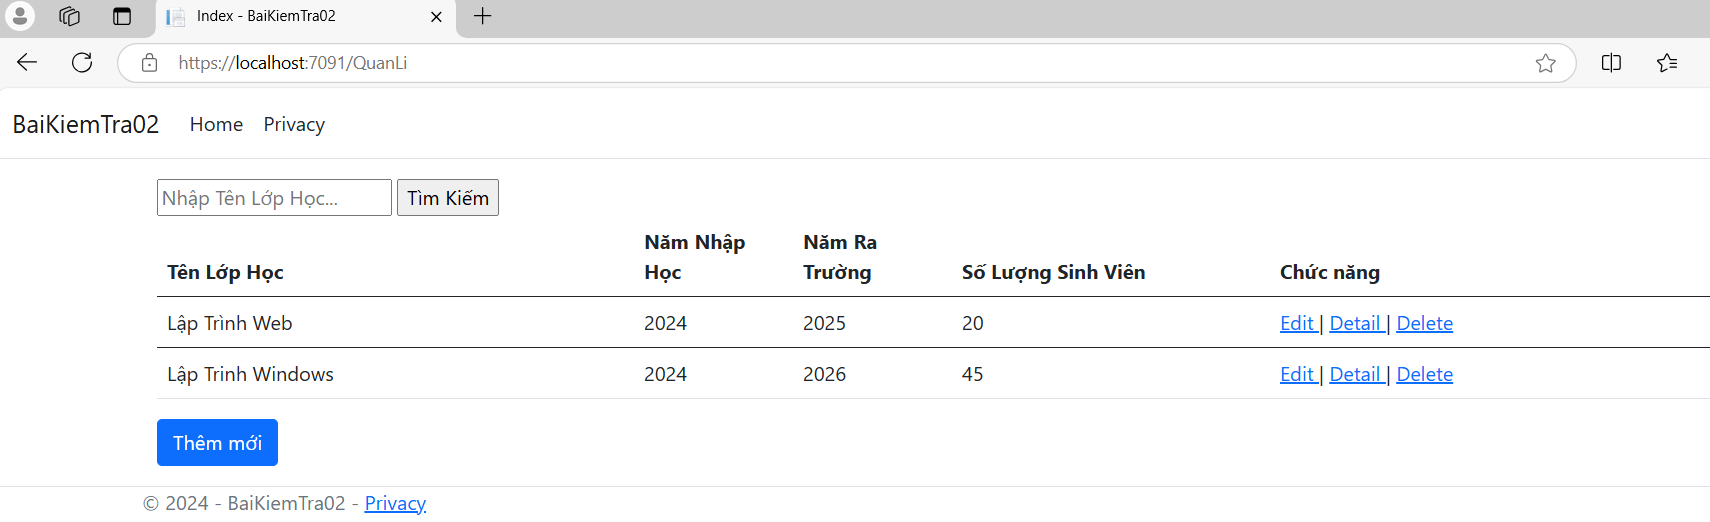 Index - BaiKiemTra02
https://localhost:7091/QuanLi
BaiKiemTra02 Home Privacy
Nhập Tên Lớp Học... Tìm Kiếm
Tên Lớp Học Năm Nhập Học Năm Ra Trường Số Lượng Sinh Viên Chức năng
Lập Trình Web 2024 2025 20 Edit | Detail | Delete
Lập Trinh Windows 2024 2026 45 Edit | Detail | Delete
Thêm mới
© 2024 - BaiKiemTra02 - Privacy